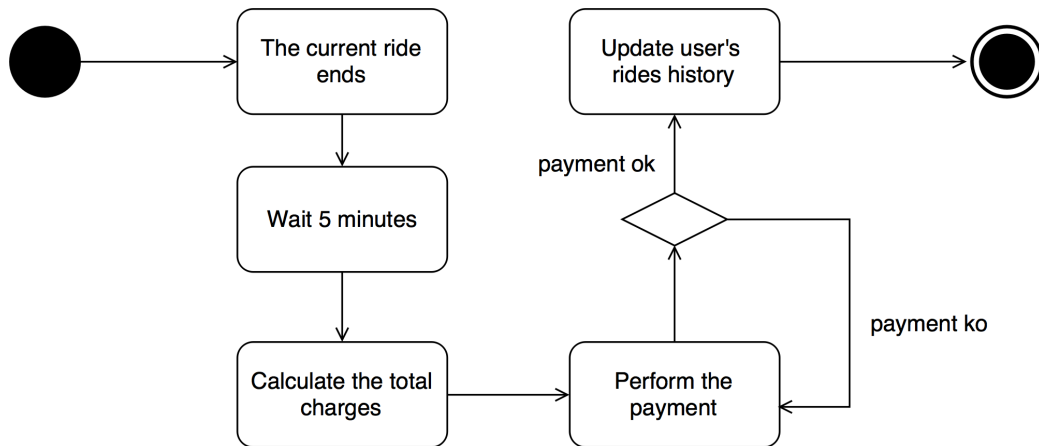 The current ride
ends
Wait 5 minutes
Calculate the total
charges
Perform the
payment
payment ko
payment ok
Update user's
rides history